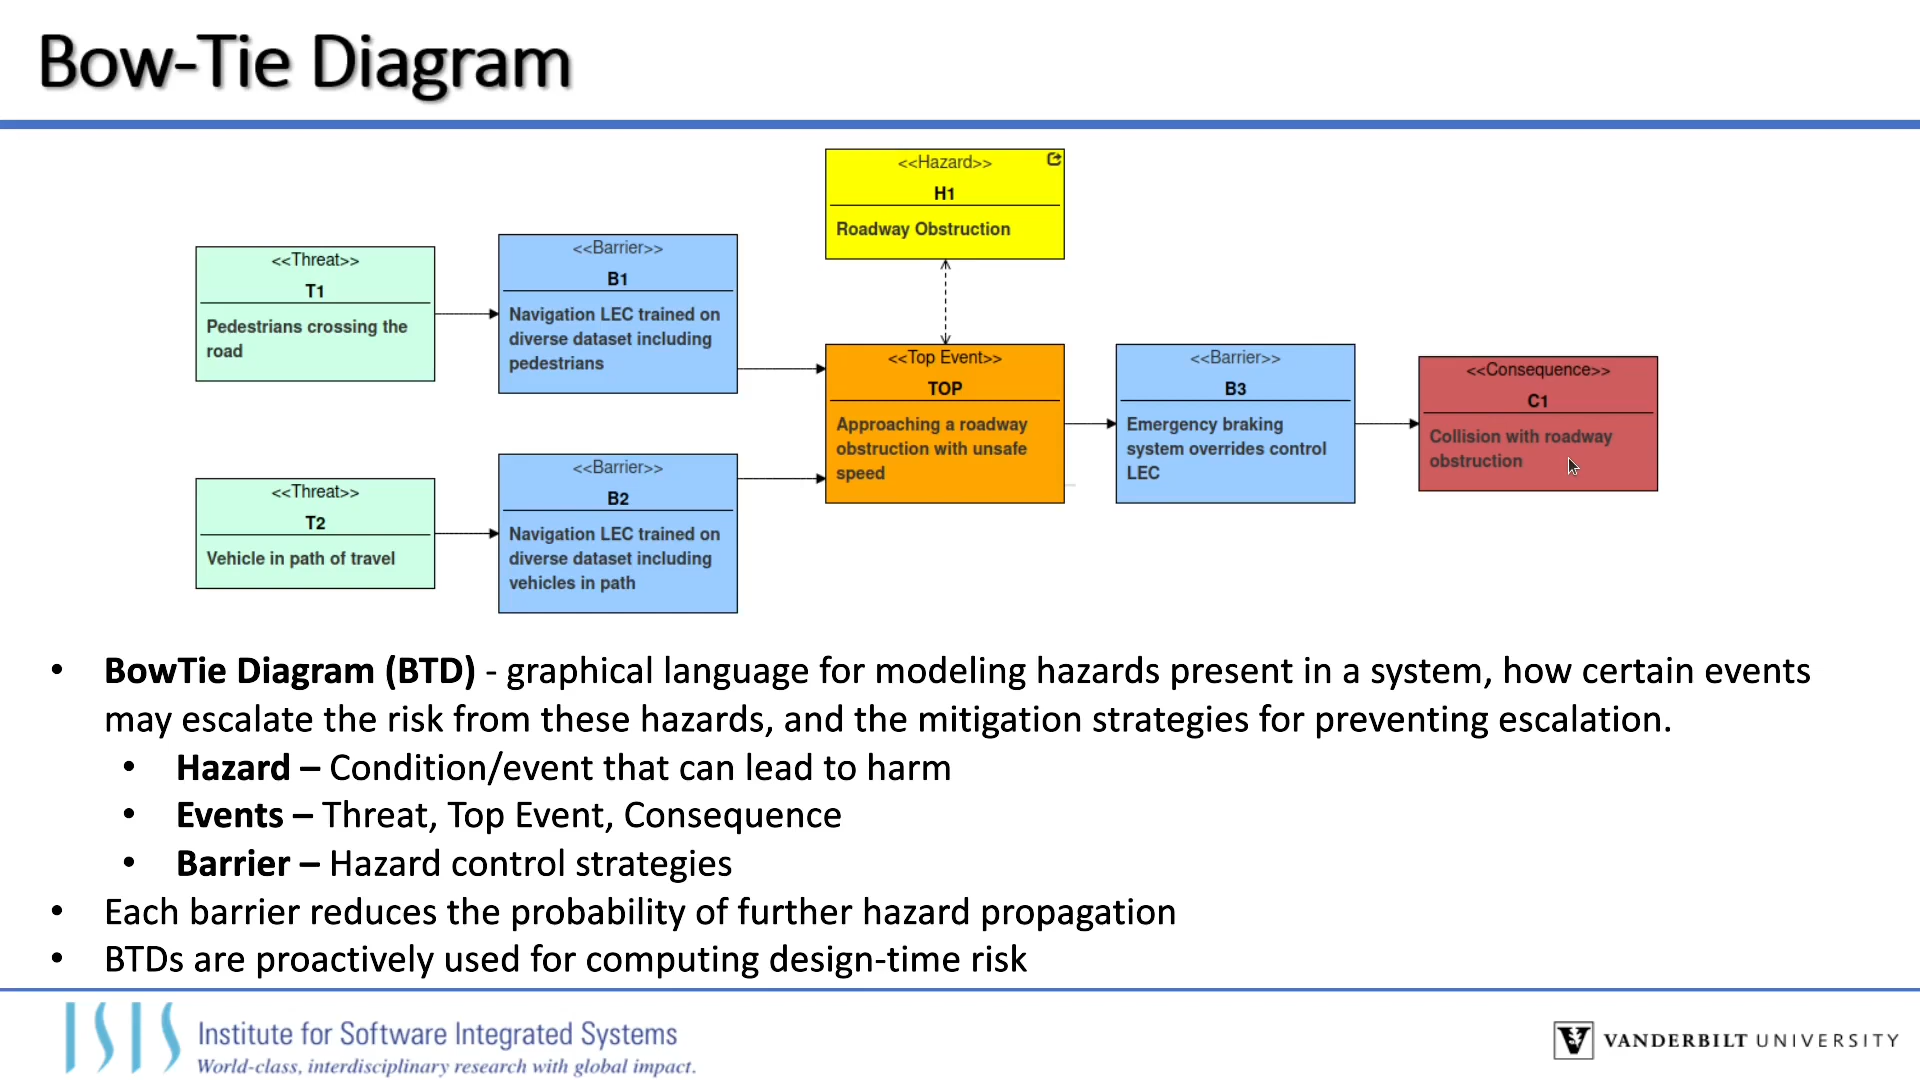 Bow-Tie Diagram
<<Hazard>>
H1
Roadway Obstruction
<<Threat>>
T1
Pedestrians crossing the
road
<<Barrier>>
B1
Navigation LEC trained on
diverse dataset including
pedestrians
<<Top Event>>
TOP
Approaching a roadway
obstruction with unsafe
speed
<<Barrier>>
B3
Emergency braking
system overrides control
LEC
<<Consequence>>
C1
Collision with roadway
obstruction
<<Threat>>
T2
Vehicle in path of travel
<<Barrier>>
B2
Navigation LEC trained on
diverse dataset including
vehicles in path
• BowTie Diagram (BTD) - graphical language for modeling hazards present in a system, how certain events
may escalate the risk from these hazards, and the mitigation strategies for preventing escalation.
• Hazard – Condition/event that can lead to harm
• Events – Threat, Top Event, Consequence
• Barrier – Hazard control strategies
• Each barrier reduces the probability of further hazard propagation
• BTDs are proactively used for computing design-time risk
ISIS
Institute for Software Integrated Systems
World-class, interdisciplinary research with global impact.
V VANDERBILT UNIVERSITY